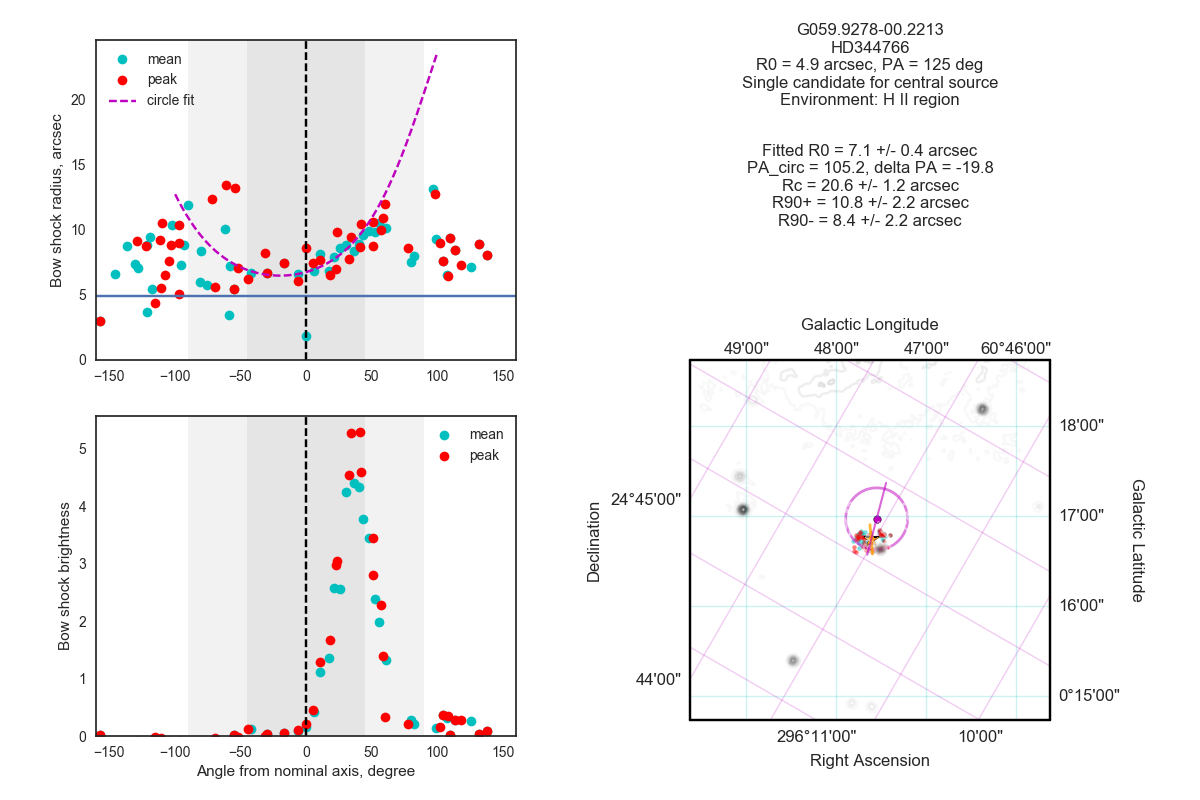 mean
peak
circle fit
Bow shock radius, arcsec
20
15
10
5
0
−150
−100
−50
0
50
100
150
mean
peak
Bow shock brightness
5
4
3
2
1
0
−150
−100
−50
0
50
100
150
Angle from nominal axis, degree
G059.9278-00.2213
HD344766
R0 = 4.9 arcsec, PA = 125 deg
Single candidate for central source
Environment: H II region
Fitted R0 = 7.1 +/- 0.4 arcsec
PA_circ = 105.2, delta PA = -19.8
Rc = 20.6 +/- 1.2 arcsec
R90+ = 10.8 +/- 2.2 arcsec
R90- = 8.4 +/- 2.2 arcsec
Galactic Longitude
49'00"
48'00"
47'00"
60°46'00"
18'00"
17'00"
16'00"
0°15'00"
Galactic Latitude
24°45'00"
44'00"
Declination
296°11'00"
10'00"
Right Ascension